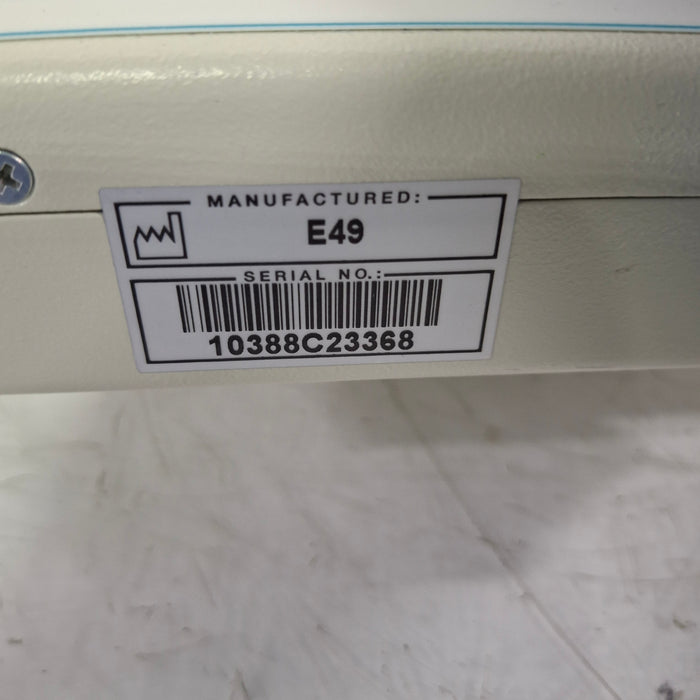 MANUFACTURED:
E49
SERIAL NO.:
10388C23368